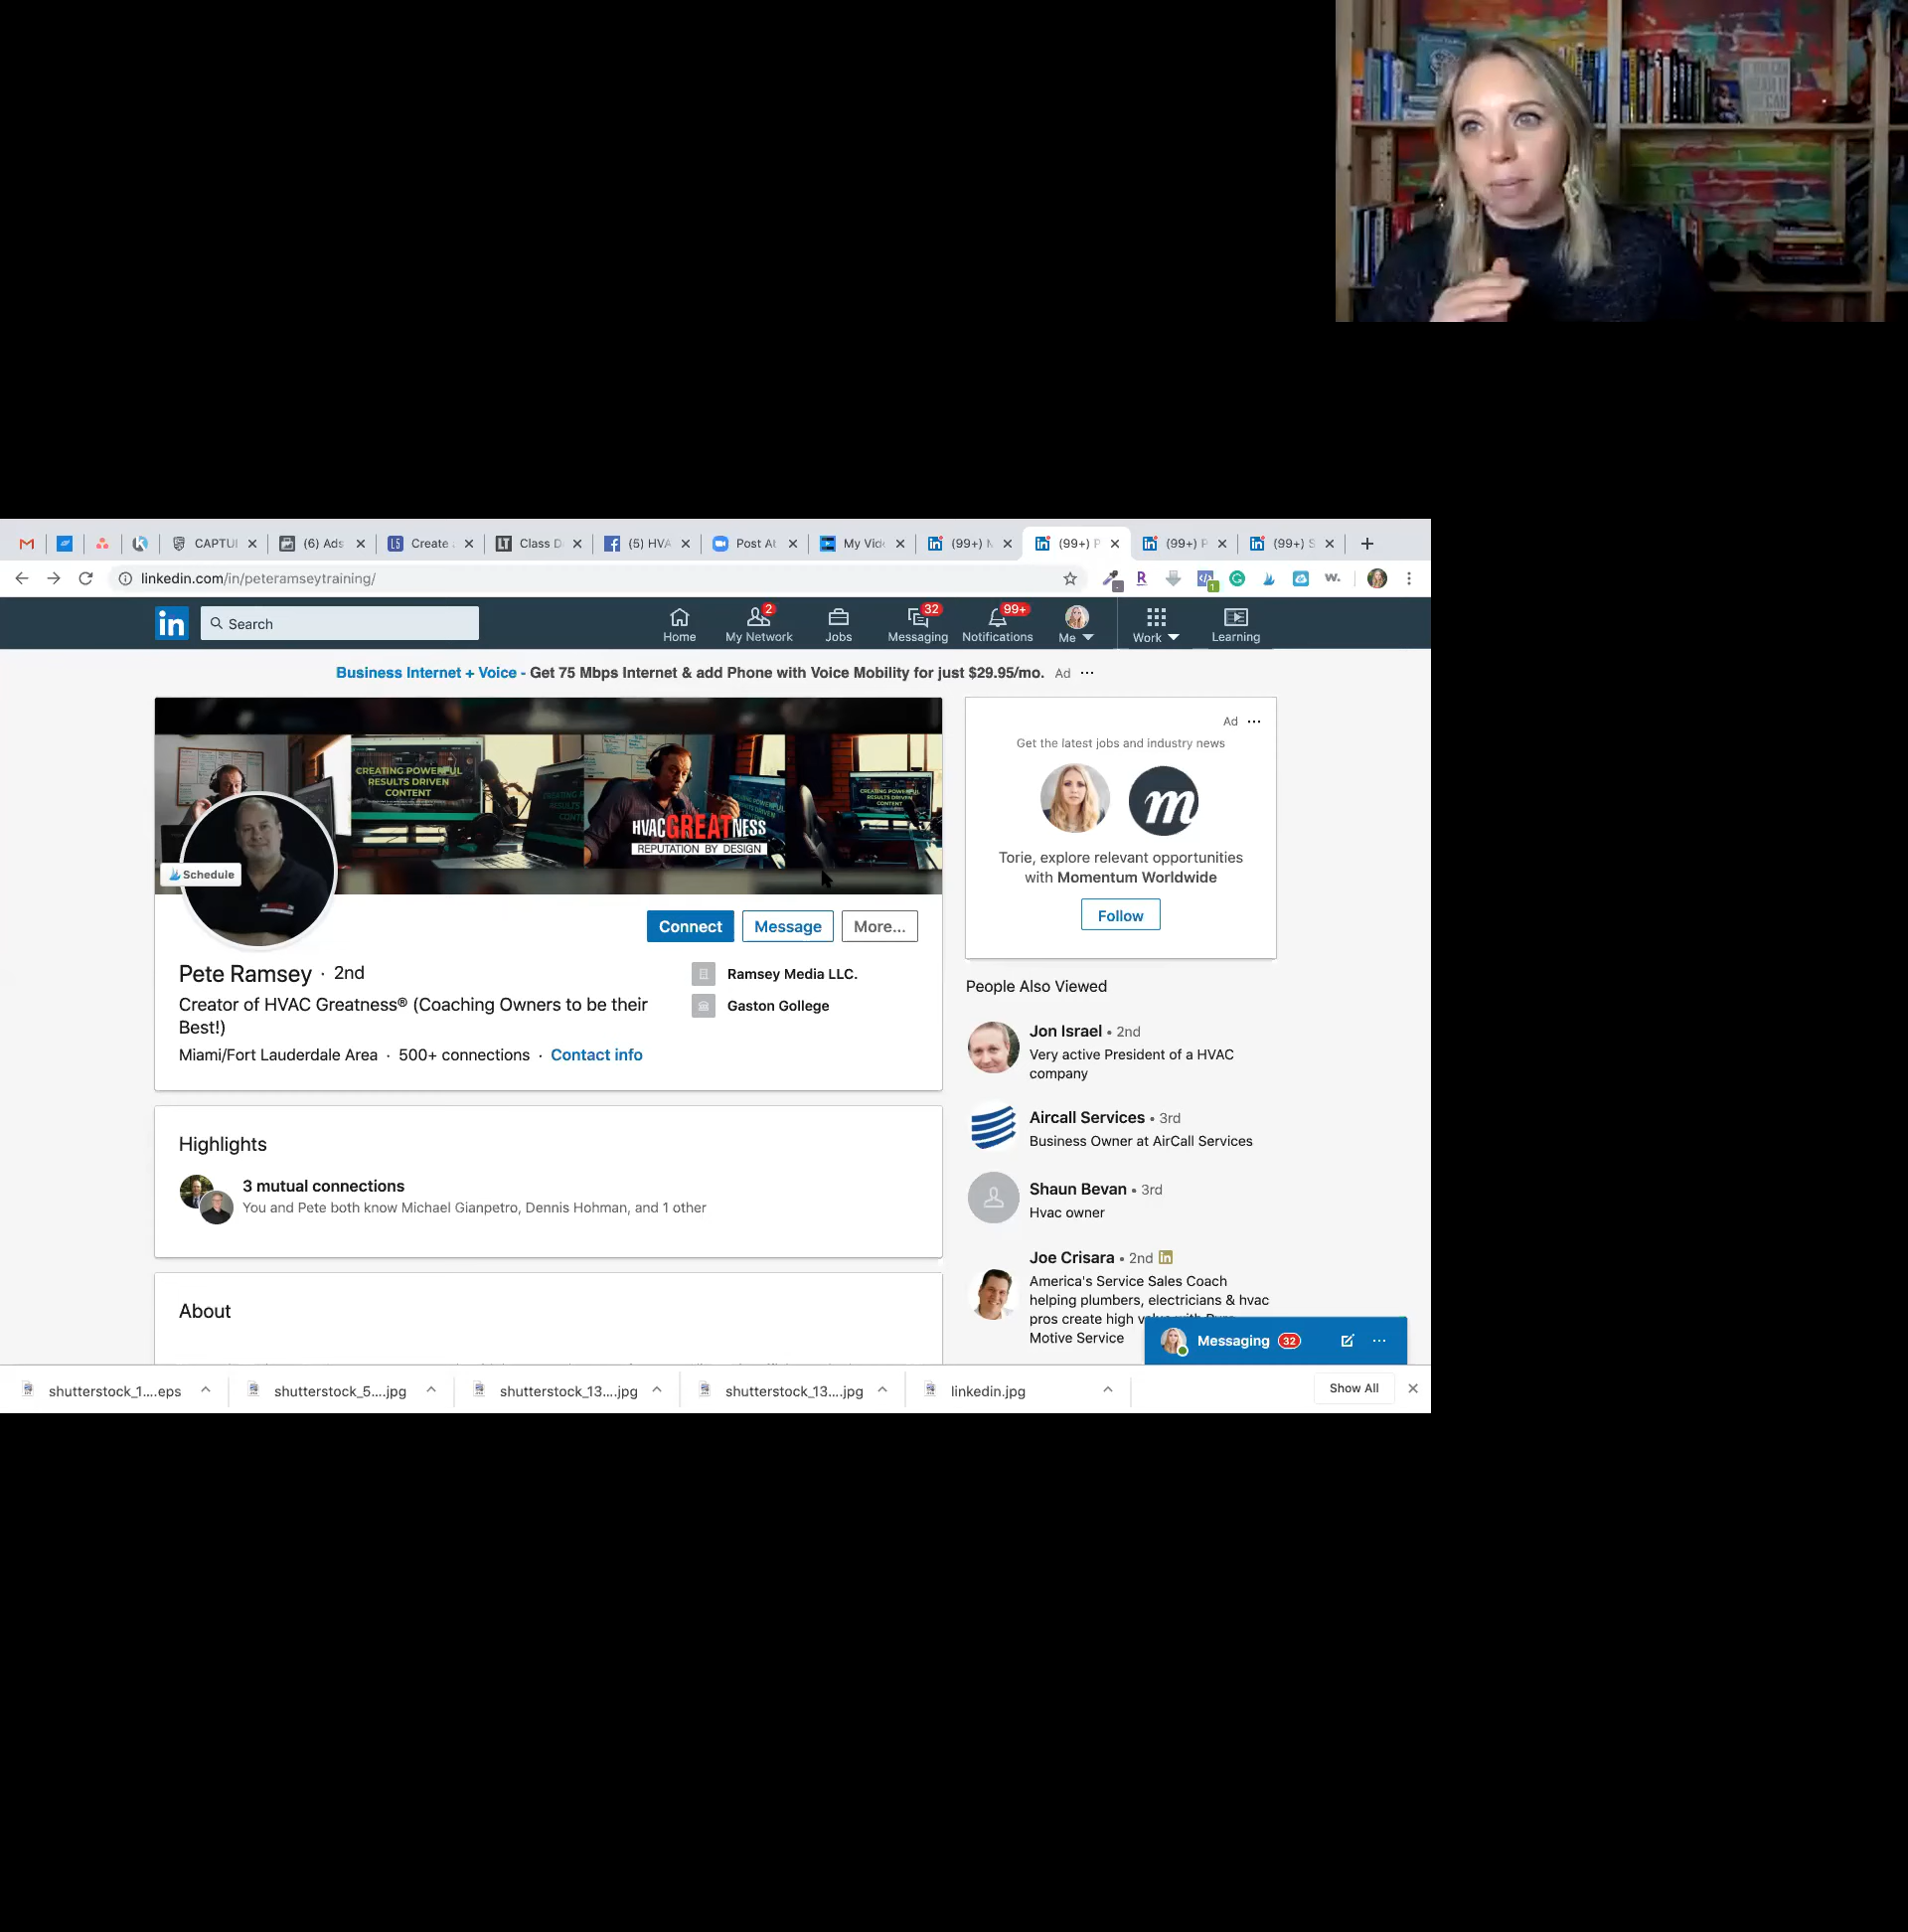 CAPTUI
(6) Ads
Create
Class D
(5) HVA
Post At
My Vid
(99+) N
(99+) P
(99+) P
(99+) S
linkedin.com/in/peteramseytraining/
Search
Home
2
My Network
Jobs
32
Messaging
99+
Notifications
Me
Work
Learning
Business Internet + Voice - Get 75 Mbps Internet & add Phone with Voice Mobility for just $29.95/mo. Ad ...
CREATING POWERFUL
RESULTS DRIVEN
CONTENT
HVACGREATNESS
REPUTATION BY DESIGN
Schedule
Connect
Message
More...
Pete Ramsey · 2nd
Creator of HVAC Greatness® (Coaching Owners to be their
Best!)
Miami/Fort Lauderdale Area · 500+ connections · Contact info
Ramsey Media LLC.
Gaston Gollege
Highlights
3 mutual connections
You and Pete both know Michael Gianpetro, Dennis Hohman, and 1 other
About
Ad ...
Get the latest jobs and industry news
m
Torie, explore relevant opportunities
with Momentum Worldwide
Follow
People Also Viewed
Jon Israel • 2nd
Very active President of a HVAC
company
Aircall Services • 3rd
Business Owner at AirCall Services
Shaun Bevan • 3rd
Hvac owner
Joe Crisara • 2nd in
America's Service Sales Coach
helping plumbers, electricians & hvac
pros create high
Motive Service
Messaging 32
shutterstock_1....eps
shutterstock_5....jpg
shutterstock_13....jpg
shutterstock_13....jpg
linkedin.jpg
Show All